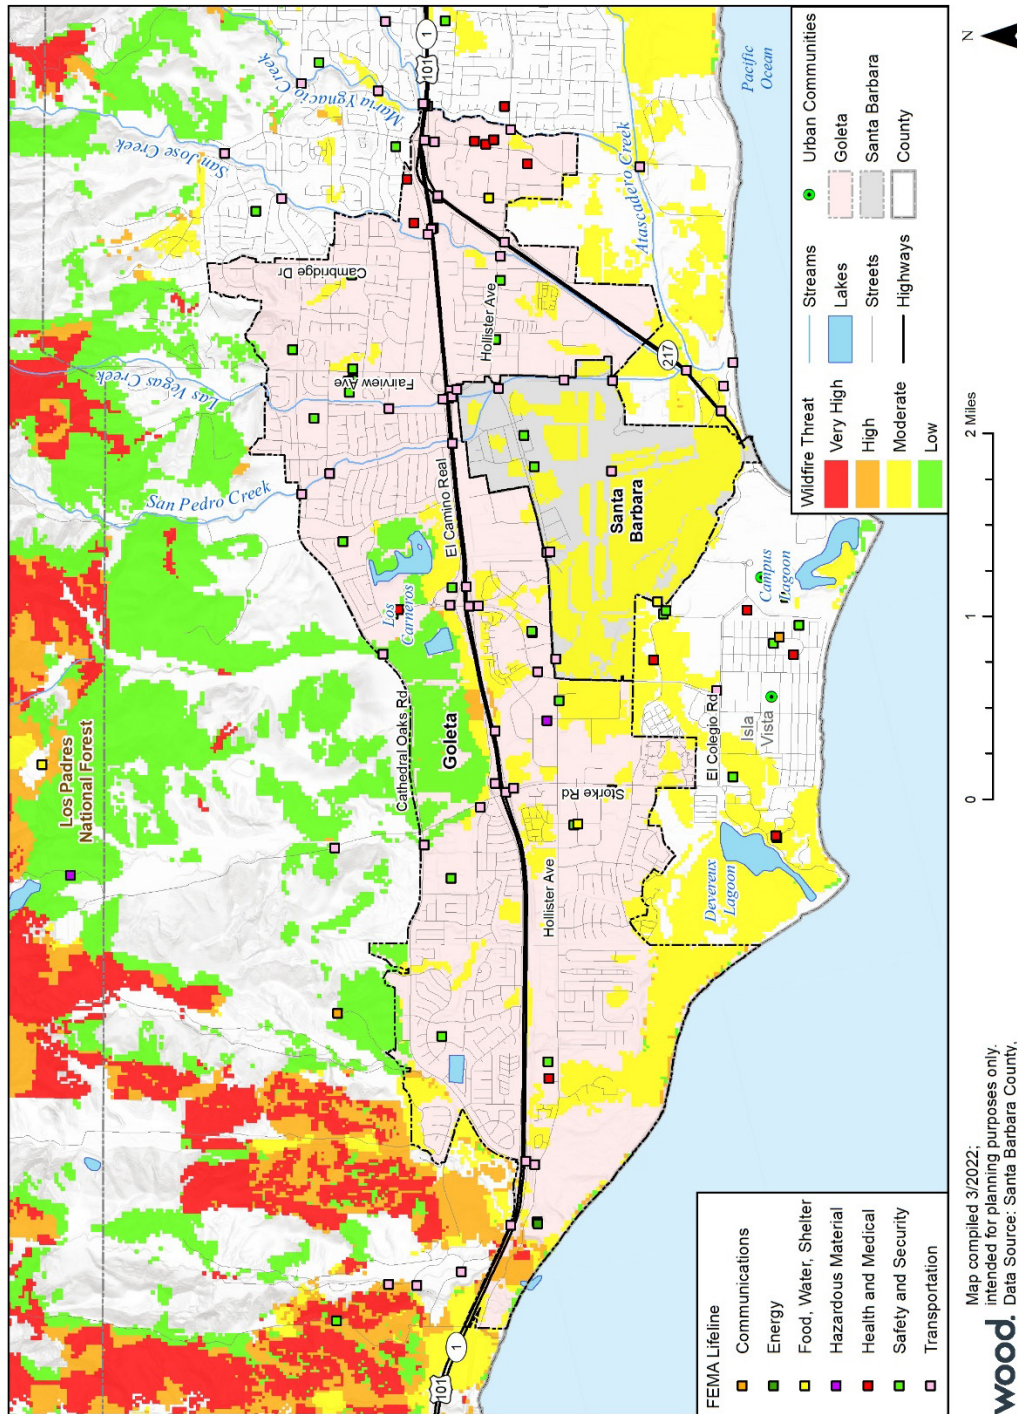 Los Padres
National Forest
San Pedro Creek
Las Vegas Creek
San Jose Creek
Maria Ygnacio Creek
Cathedral Oaks Rd
Los
Carneros
Fairview Ave
Cambridge Dr
Goleta
El Camino Real
101
1
101
1
Hollister Ave
Hollister Ave
Storke Rd
Santa
Barbara
217
Atascadero Creek
El Colegio Rd
Isla
Vista
Devereux
Lagoon
Campus
Lagoon
Pacific
Ocean
FEMA Lifeline
Communications
Energy
Food, Water, Shelter
Hazardous Material
Health and Medical
Safety and Security
Transportation
Wildfire Threat
Very High
High
Moderate
Low
Streams
Lakes
Streets
Highways
Urban Communities
Goleta
Santa Barbara
County
wood.
Map compiled 3/2022;
intended for planning purposes only.
Data Source: Santa Barbara County,
0 1 2 Miles
N